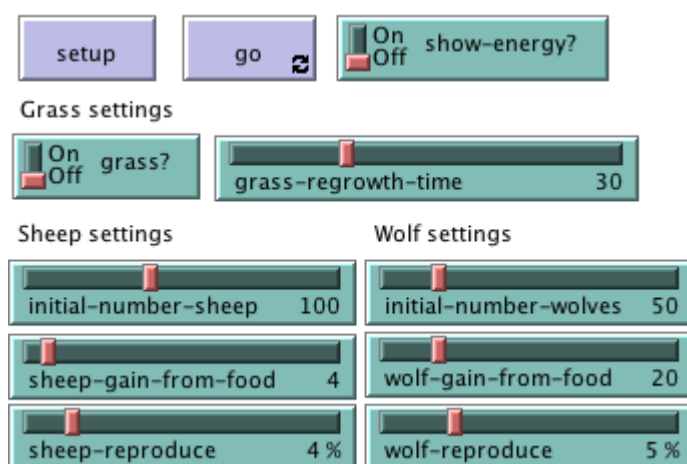 setup
go
On
Off
show-energy?
Grass settings
On
Off
grass?
grass-regrowth-time 30
Sheep settings
Wolf settings
initial-number-sheep 100
initial-number-wolves 50
sheep-gain-from-food 4
wolf-gain-from-food 20
sheep-reproduce 4 %
wolf-reproduce 5 %